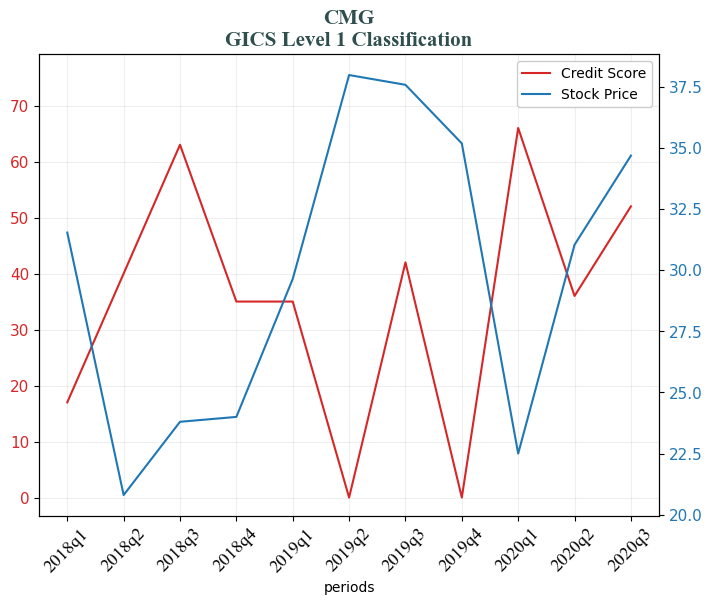 CMG
GICS Level 1 Classification
Credit Score
Stock Price
70
60
50
40
30
20
10
0
37.5
35.0
32.5
30.0
27.5
25.0
22.5
20.0
2018q1
2018q2
2018q3
2018q4
2019q1
2019q2
2019q3
2019q4
2020q1
2020q2
2020q3
periods